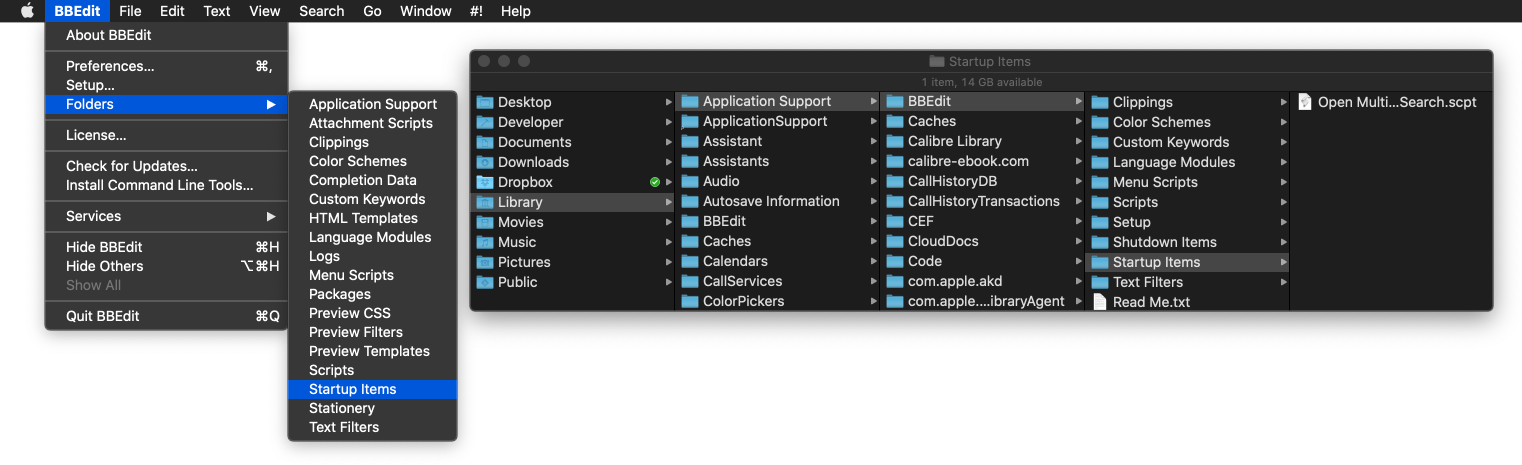 BBEdit File Edit Text View Search Go Window #! Help
About BBEdit
Preferences... ⌘,
Setup...
Folders ▶
License...
Check for Updates...
Install Command Line Tools...
Services ▶
Hide BBEdit ⌘H
Hide Others ⌥⌘H
Show All
Quit BBEdit ⌘Q
Application Support
Attachment Scripts
Clippings
Color Schemes
Completion Data
Custom Keywords
HTML Templates
Language Modules
Logs
Menu Scripts
Packages
Preview CSS
Preview Filters
Preview Templates
Scripts
Startup Items
Stationery
Text Filters
Startup Items
1 item, 14 GB available
Desktop
Developer
Documents
Downloads
Dropbox
Library
Movies
Music
Pictures
Public
Application Support
ApplicationSupport
Assistant
Assistants
Audio
Autosave Information
BBEdit
Caches
Calendars
CallServices
ColorPickers
BBEdit
Caches
Calibre Library
calibre-ebook.com
CallHistoryDB
CallHistoryTransactions
CEF
CloudDocs
Code
com.apple.akd
com.apple....ibraryAgent
Clippings
Color Schemes
Custom Keywords
Language Modules
Menu Scripts
Scripts
Setup
Shutdown Items
Startup Items
Text Filters
Read Me.txt
Open Multi...Search.scpt